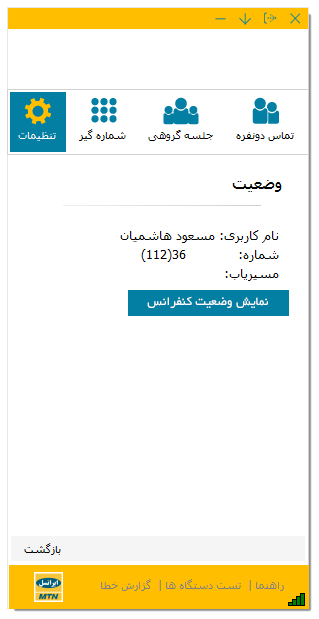 تماس دونفره
جلسه گروهی
شماره گیر
تنظیمات
وضعیت
نام کاربری: مسعود هاشمیان
شماره: 36(112)
مسیریاب:
نمایش وضعیت کنفرانس
بازگشت
راهنما | تست دستگاه ها | گزارش خطا
ایرانسل
MTN